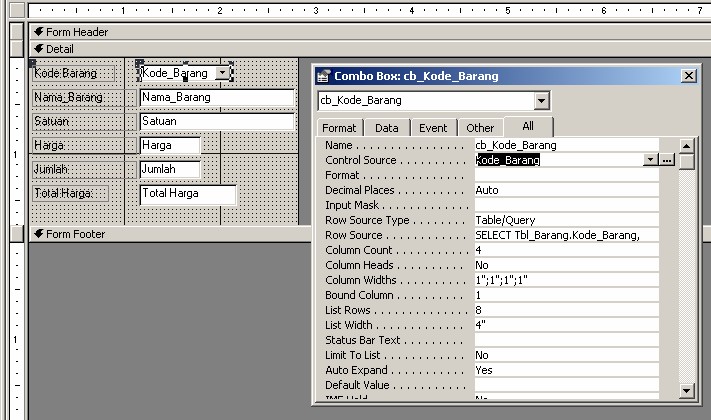 1 2 3 4 5 6 7
Form Header
Detail
Kode Barang Kode_Barang
Nama_Barang Nama_Barang
Satuan Satuan
Harga Harga
Jumlah Jumlah
Total Harga: Total Harga
Form Footer
1
1
Combo Box: cb_Kode_Barang
cb_Kode_Barang
Format Data Event Other All
Name . . . . . . . . . . . . . . . . cb_Kode_Barang
Control Source . . . . . . . . . . Kode_Barang ...
Format . . . . . . . . . . . . . . .
Decimal Places . . . . . . . . . . Auto
Input Mask . . . . . . . . . . . . .
Row Source Type . . . . . . . . . Table/Query
Row Source . . . . . . . . . . . . SELECT Tbl_Barang.Kode_Barang,
Column Count . . . . . . . . . . . 4
Column Heads . . . . . . . . . . . No
Column Widths . . . . . . . . . . . 1";1";1";1"
Bound Column . . . . . . . . . . . 1
List Rows . . . . . . . . . . . . . 8
List Width . . . . . . . . . . . . . 4"
Status Bar Text . . . . . . . . . .
Limit To List . . . . . . . . . . . . No
Auto Expand . . . . . . . . . . . . Yes
Default Value . . . . . . . . . . .